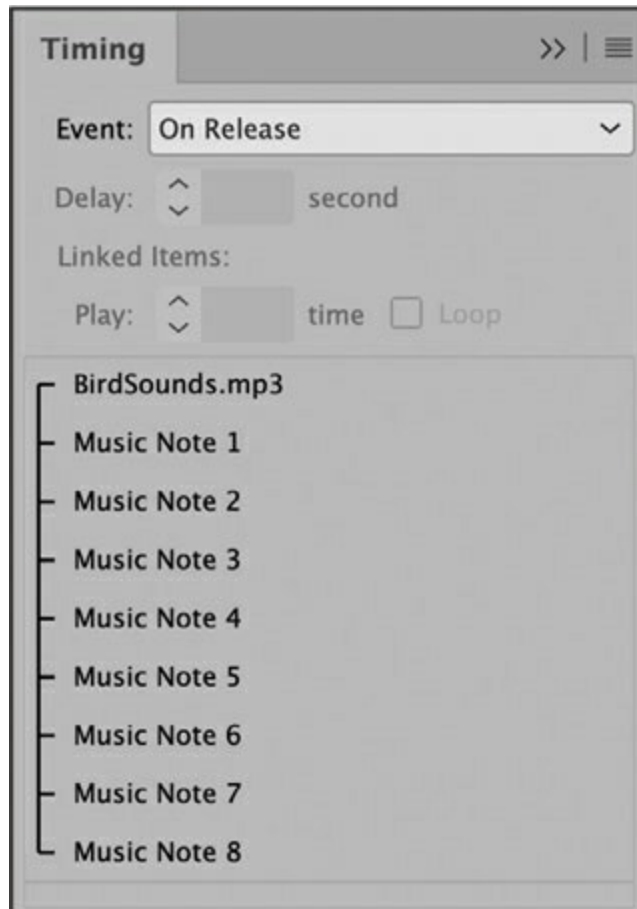 Timing
Event: On Release
Delay: second
Linked Items:
Play: time Loop
BirdSounds.mp3
Music Note 1
Music Note 2
Music Note 3
Music Note 4
Music Note 5
Music Note 6
Music Note 7
Music Note 8